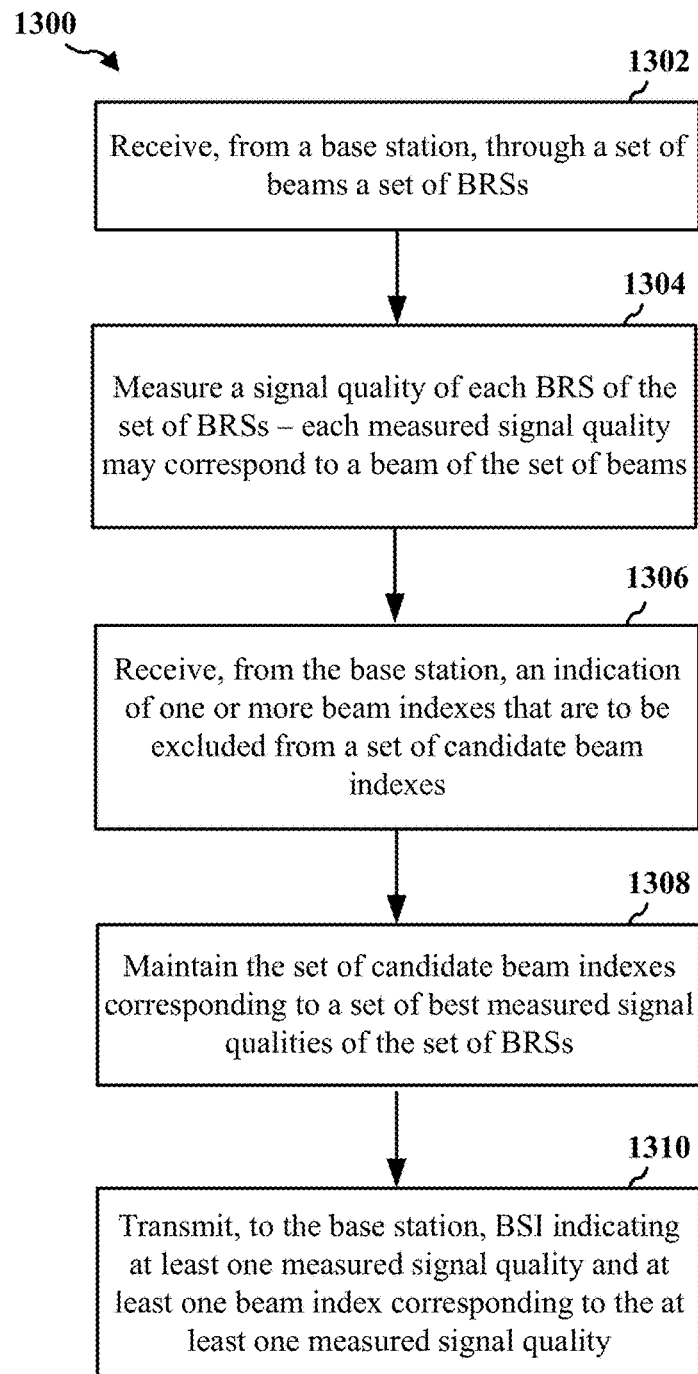 1300
1302
Receive, from a base station, through a set of
beams a set of BRSs
1304
Measure a signal quality of each BRS of the
set of BRSs – each measured signal quality
may correspond to a beam of the set of beams
1306
Receive, from the base station, an indication
of one or more beam indexes that are to be
excluded from a set of candidate beam
indexes
1308
Maintain the set of candidate beam indexes
corresponding to a set of best measured signal
qualities of the set of BRSs
1310
Transmit, to the base station, BSI indicating
at least one measured signal quality and at
least one beam index corresponding to the at
least one measured signal quality